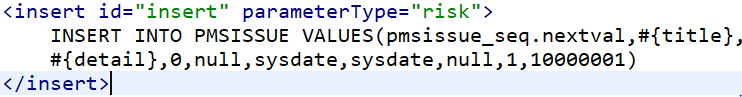 <insert id="insert" parameterType="risk">
INSERT INTO PMSISSUE VALUES(pmsissue_seq.nextval,#{title},
#{detail},0,null,sysdate,sysdate,null,1,10000001)
</insert>